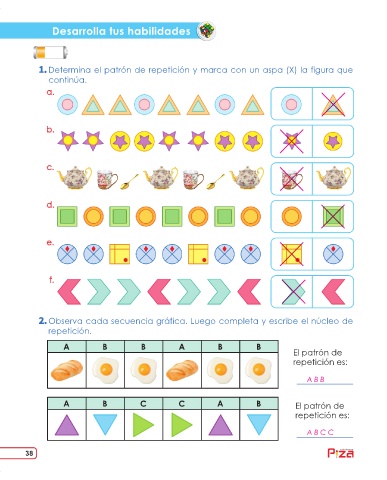 Desarrolla tus habilidades
1. Determina el patrón de repetición y marca con un aspa (X) la figura que
continúa.
a.
b.
c.
d.
e.
f.
2. Observa cada secuencia gráfica. Luego completa y escribe el núcleo de
repetición.
A B B A B B
El patrón de
repetición es:
A B B
A B C C A B
El patrón de
repetición es:
A B C C
38
Piza